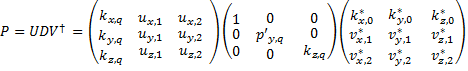 P = UDV† = (k_{x,q} u_{x,1} u_{x,2}) (1 0 0) (k*_{x,0} k*_{y,0} k*_{z,0})
(k_{y,q} u_{y,1} u_{y,2}) (0 p'_{y,q} 0) (v*_{x,1} v*_{y,1} v*_{z,1})
(k_{z,q} u_{z,1} u_{z,2}) (0 0 k_{z,q}) (v*_{x,2} v*_{y,2} v*_{z,2})